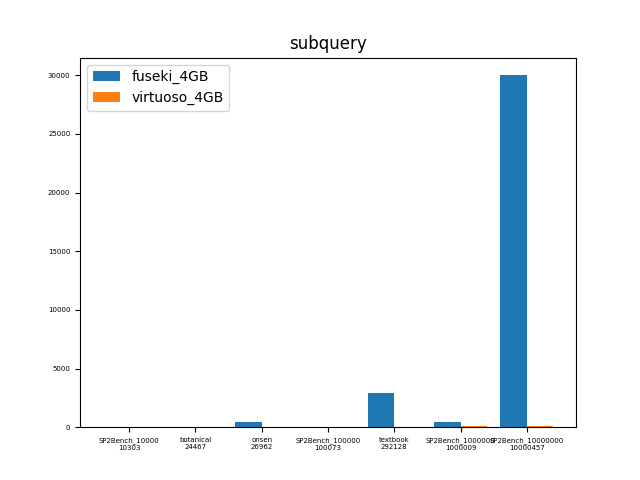 subquery
fuseki_4GB
virtuoso_4GB
30000
25000
20000
15000
10000
5000
0
SP2Bench_10000
10303
botanical
24467
onsen
26962
SP2Bench_100000
100073
textbook
292128
SP2Bench_1000000
1000009
SP2Bench_10000000
10000457